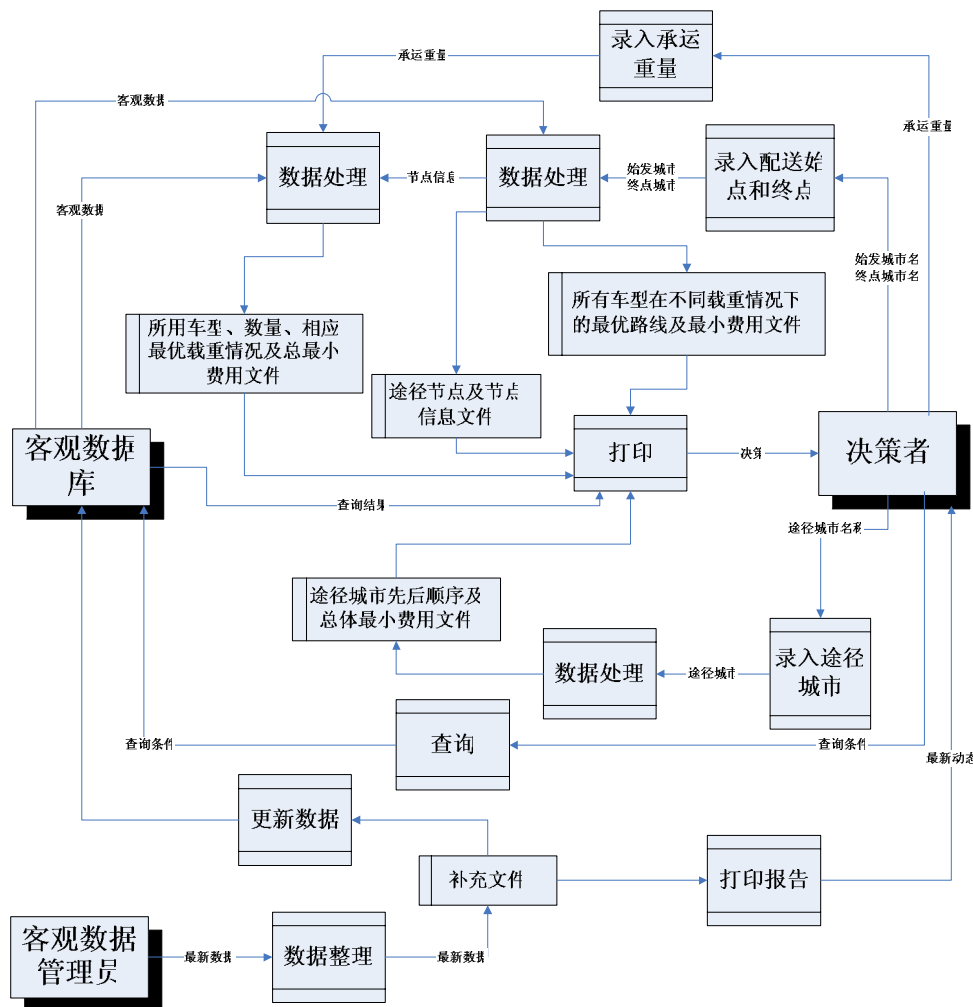 录入承运
重量
承运重量
客观数据
承运重量
数据处理
节点信息
数据处理
始发城市
终点城市
录入配送始
点和终点
客观数据
始发城市名
终点城市名
所有车型在不同载重情况下
的最优路线及最小费用文件
所用车型、数量、相应
最优载重情况及总最小
费用文件
途径节点及节点
信息文件
客观数据
库
打印
决策
决策者
查询结果
途径城市名称
途径城市先后顺序及
总体最小费用文件
数据处理
途径城市
录入途径
城市
查询条件
查询
查询条件
最新动态
更新数据
补充文件
打印报告
客观数据
管理员
最新数据
数据整理
最新数据